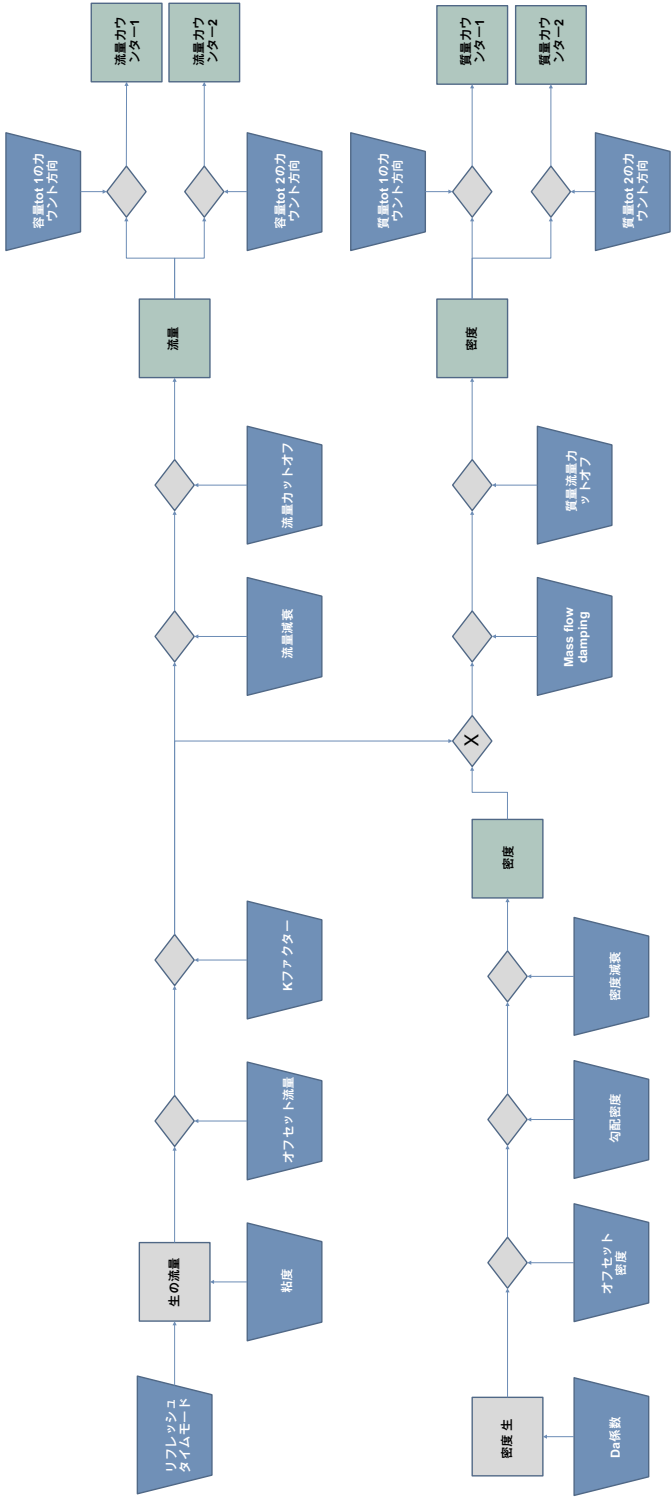 リフレッシュ
タイムモード
生の流量
粘度
オフセット流量
Kファクター
流量減衰
流量カットオフ
流量
容量tot 1のカ
ウント方向
容量tot 2のカ
ウント方向
流量カウ
ンター1
流量カウ
ンター2
Da係数
密度 生
オフセット
密度
勾配密度
密度減衰
密度
X
Mass flow
damping
質量流量カ
ットオフ
密度
質量tot 1のカ
ウント方向
質量tot 2のカ
ウント方向
質量カウ
ンター1
質量カウ
ンター2